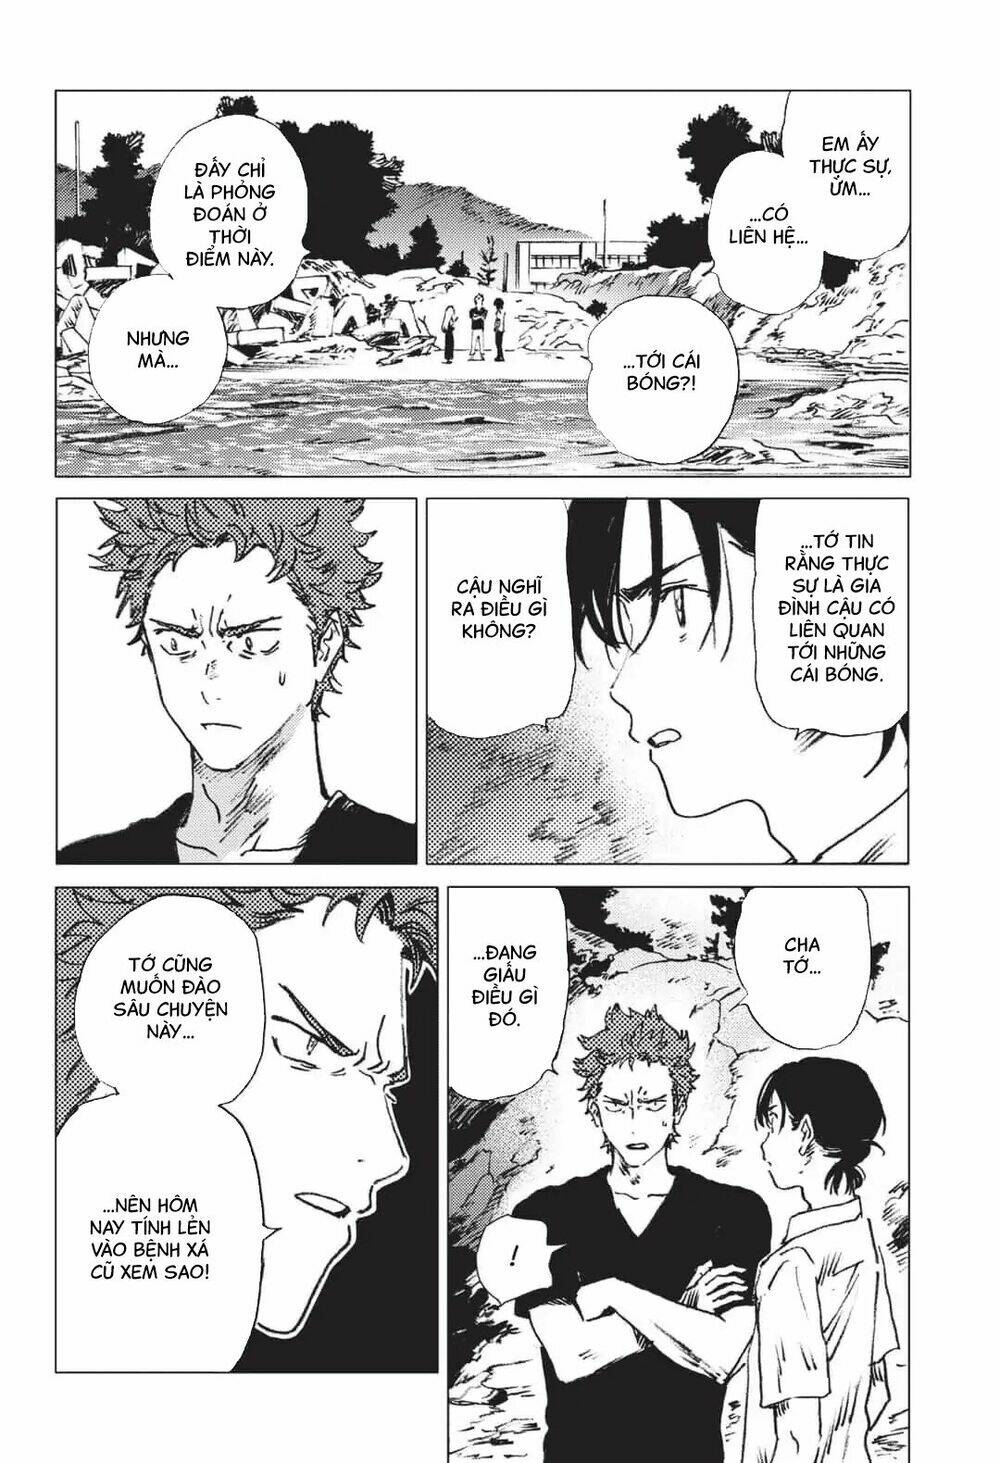 EM ẤY
THỰC SỰ,
ỪM...
...CÓ
LIÊN HỆ...
...TỚI CÁI
BÓNG?!
ĐẤY CHỈ
LÀ PHỎNG
ĐOÁN Ở
THỜI
ĐIỂM NÀY.
NHƯNG
MÀ...
...TỚ TIN
RẰNG THỰC
SỰ LÀ GIA
ĐÌNH CẬU CÓ
LIÊN QUAN
TỚI NHỮNG
CÁI BÓNG.
CẬU NGHĨ
RA ĐIỀU GÌ
KHÔNG?
CHA
TỚ...
...ĐANG
GIẤU
ĐIỀU GÌ
ĐÓ.
!
TỚ CŨNG
MUỐN ĐÀO
SÂU CHUYỆN
NÀY...
...NÊN HÔM
NAY TÍNH LẺN
VÀO BỆNH XÁ
CŨ XEM SAO!